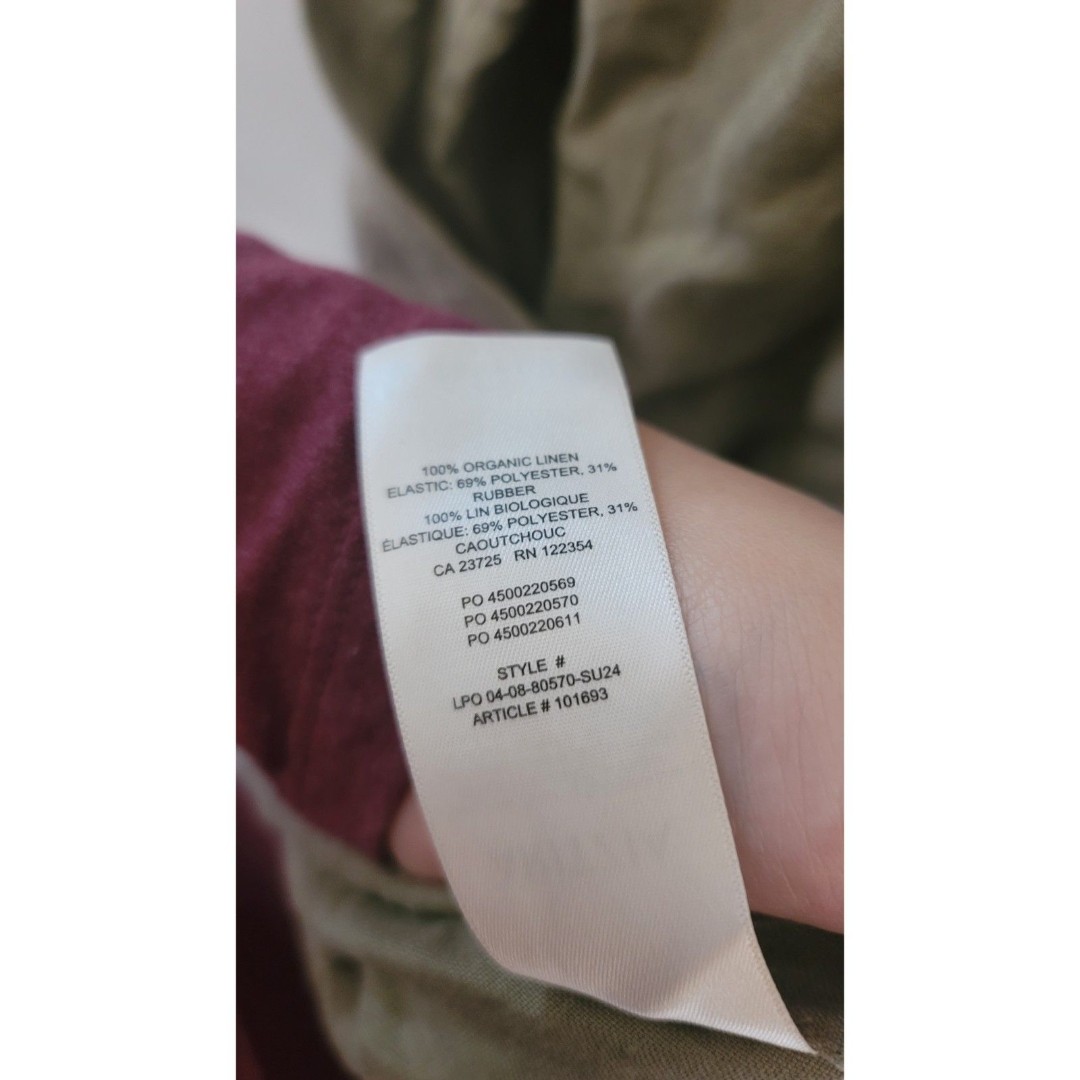 100% ORGANIC LINEN
ELASTIC: 69% POLYESTER, 31%
RUBBER
100% LIN BIOLOGIQUE
ÉLASTIQUE: 69% POLYESTER, 31%
CAOUTCHOUC
CA 23725 RN 122354
PO 4500220569
PO 4500220570
PO 4500220611
STYLE #
LPO 04-08-80570-SU24
ARTICLE # 101693